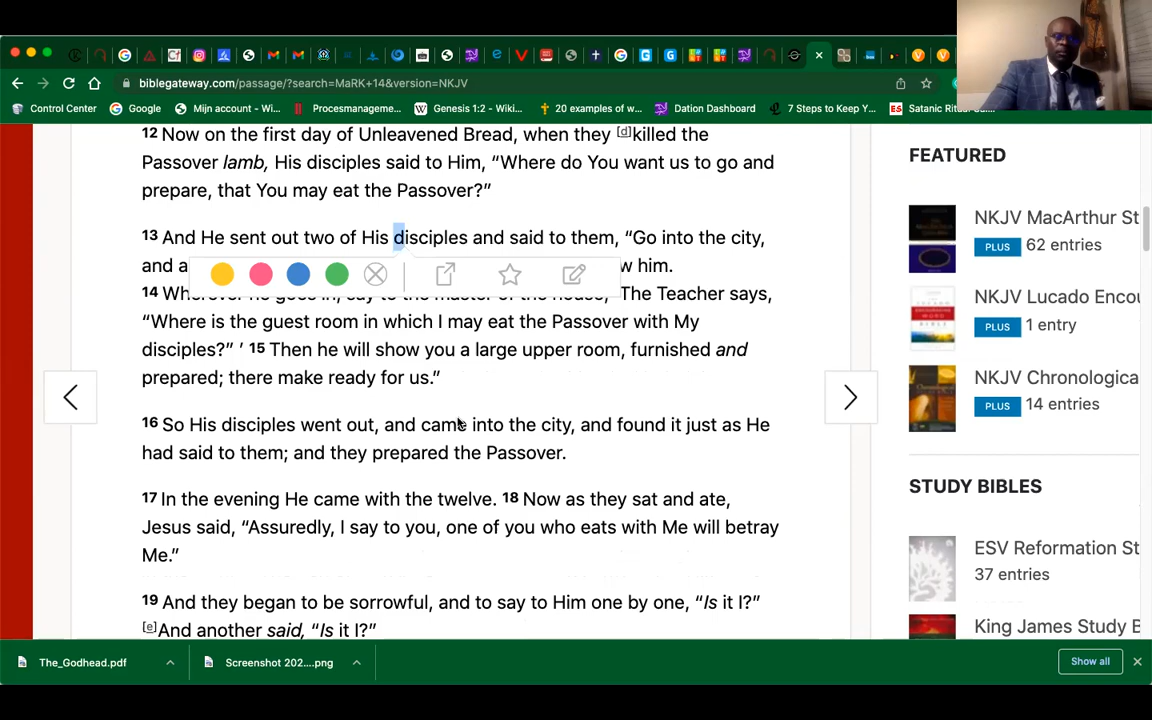 biblegateway.com/passage/?search=MaRK+14&version=NKJV
Control Center
Google
Mijn account - Wi...
Procesmanageme...
Genesis 1:2 - Wiki...
20 examples of w...
Dation Dashboard
7 Steps to Keep Y...
Satanic Ritual
12 Now on the first day of Unleavened Bread, when they [d]killed the
Passover lamb, His disciples said to Him, “Where do You want us to go and
prepare, that You may eat the Passover?”
13 And He sent out two of His disciples and said to them, “Go into the city,
and a w him.
14 Wherever he goes in, say to the master of the house, ‘The Teacher says,
“Where is the guest room in which I may eat the Passover with My
disciples?” ’ 15 Then he will show you a large upper room, furnished and
prepared; there make ready for us.”
16 So His disciples went out, and came into the city, and found it just as He
had said to them; and they prepared the Passover.
17 In the evening He came with the twelve. 18 Now as they sat and ate,
Jesus said, “Assuredly, I say to you, one of you who eats with Me will betray
Me.”
19 And they began to be sorrowful, and to say to Him one by one, “Is it I?”
[e]And another said, “Is it I?”
FEATURED
NKJV MacArthur St
PLUS 62 entries
NKJV Lucado Encou
PLUS 1 entry
NKJV Chronologica
PLUS 14 entries
STUDY BIBLES
ESV Reformation St
37 entries
King James Study B
The_Godhead.pdf
Screenshot 202....png
Show all